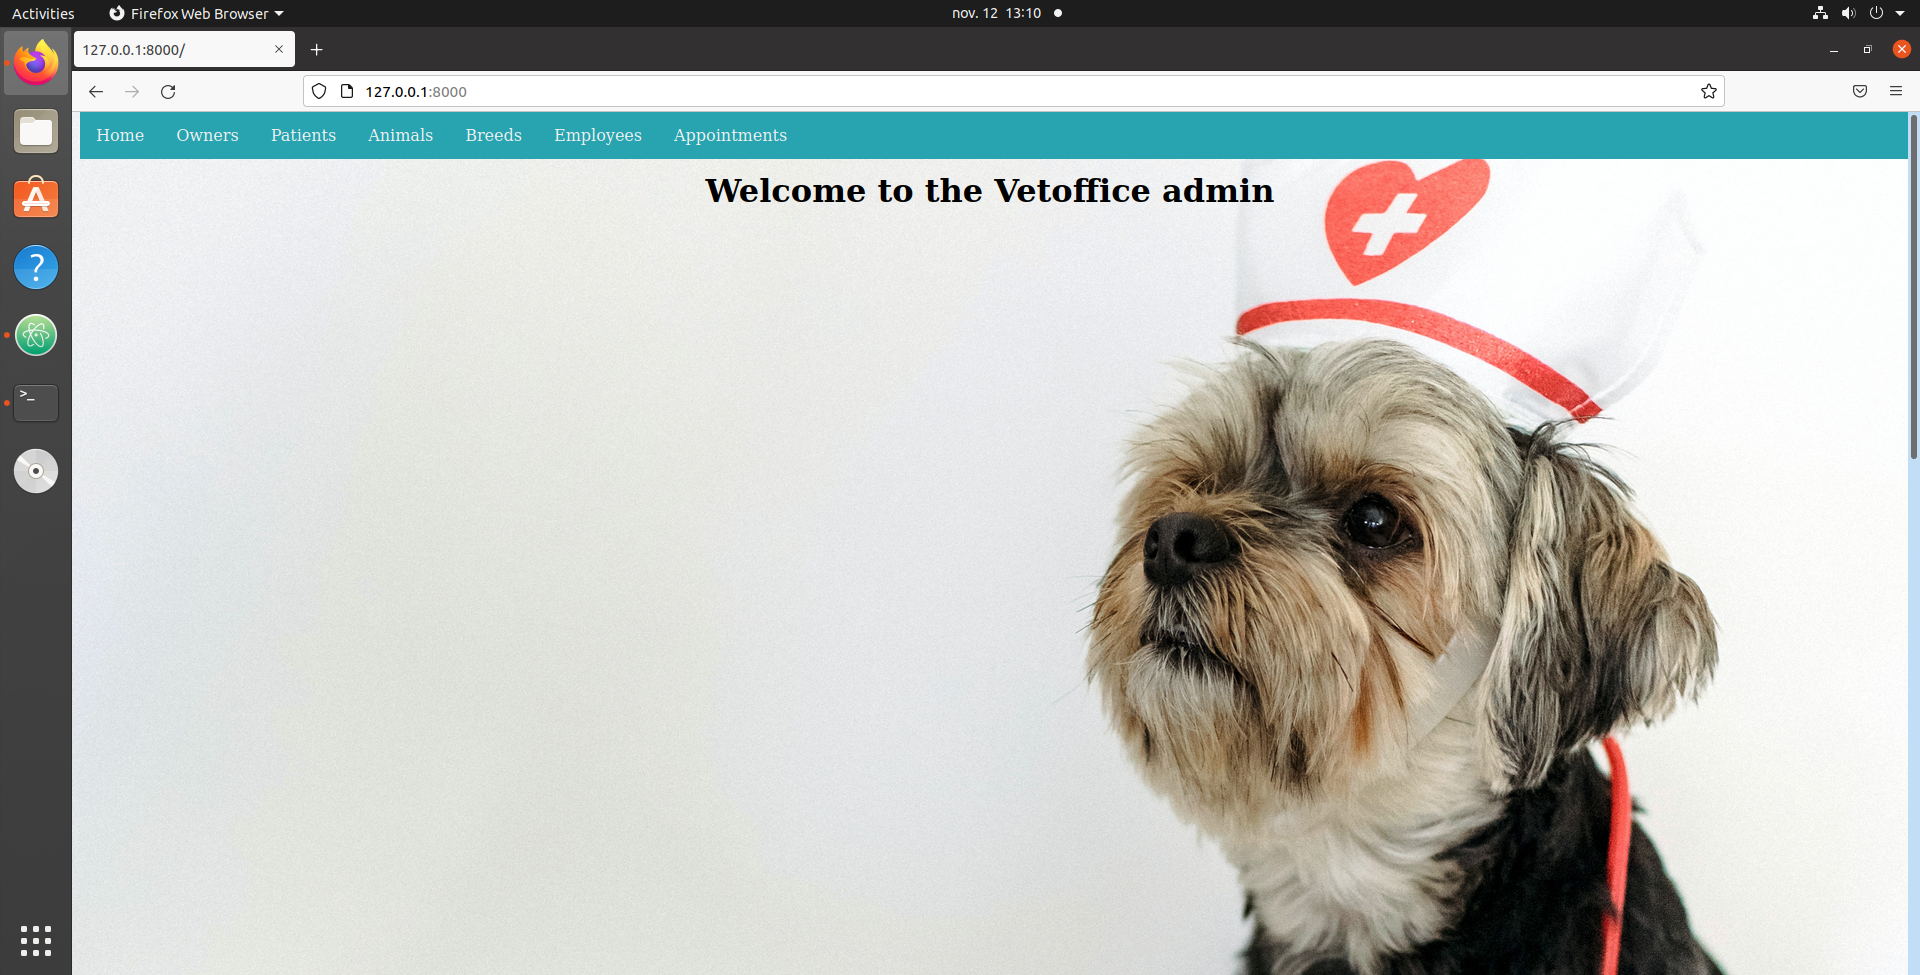 Activities Firefox Web Browser nov. 12 13:10
127.0.0.1:8000/
127.0.0.1:8000
Home Owners Patients Animals Breeds Employees Appointments
Welcome to the Vetoffice admin